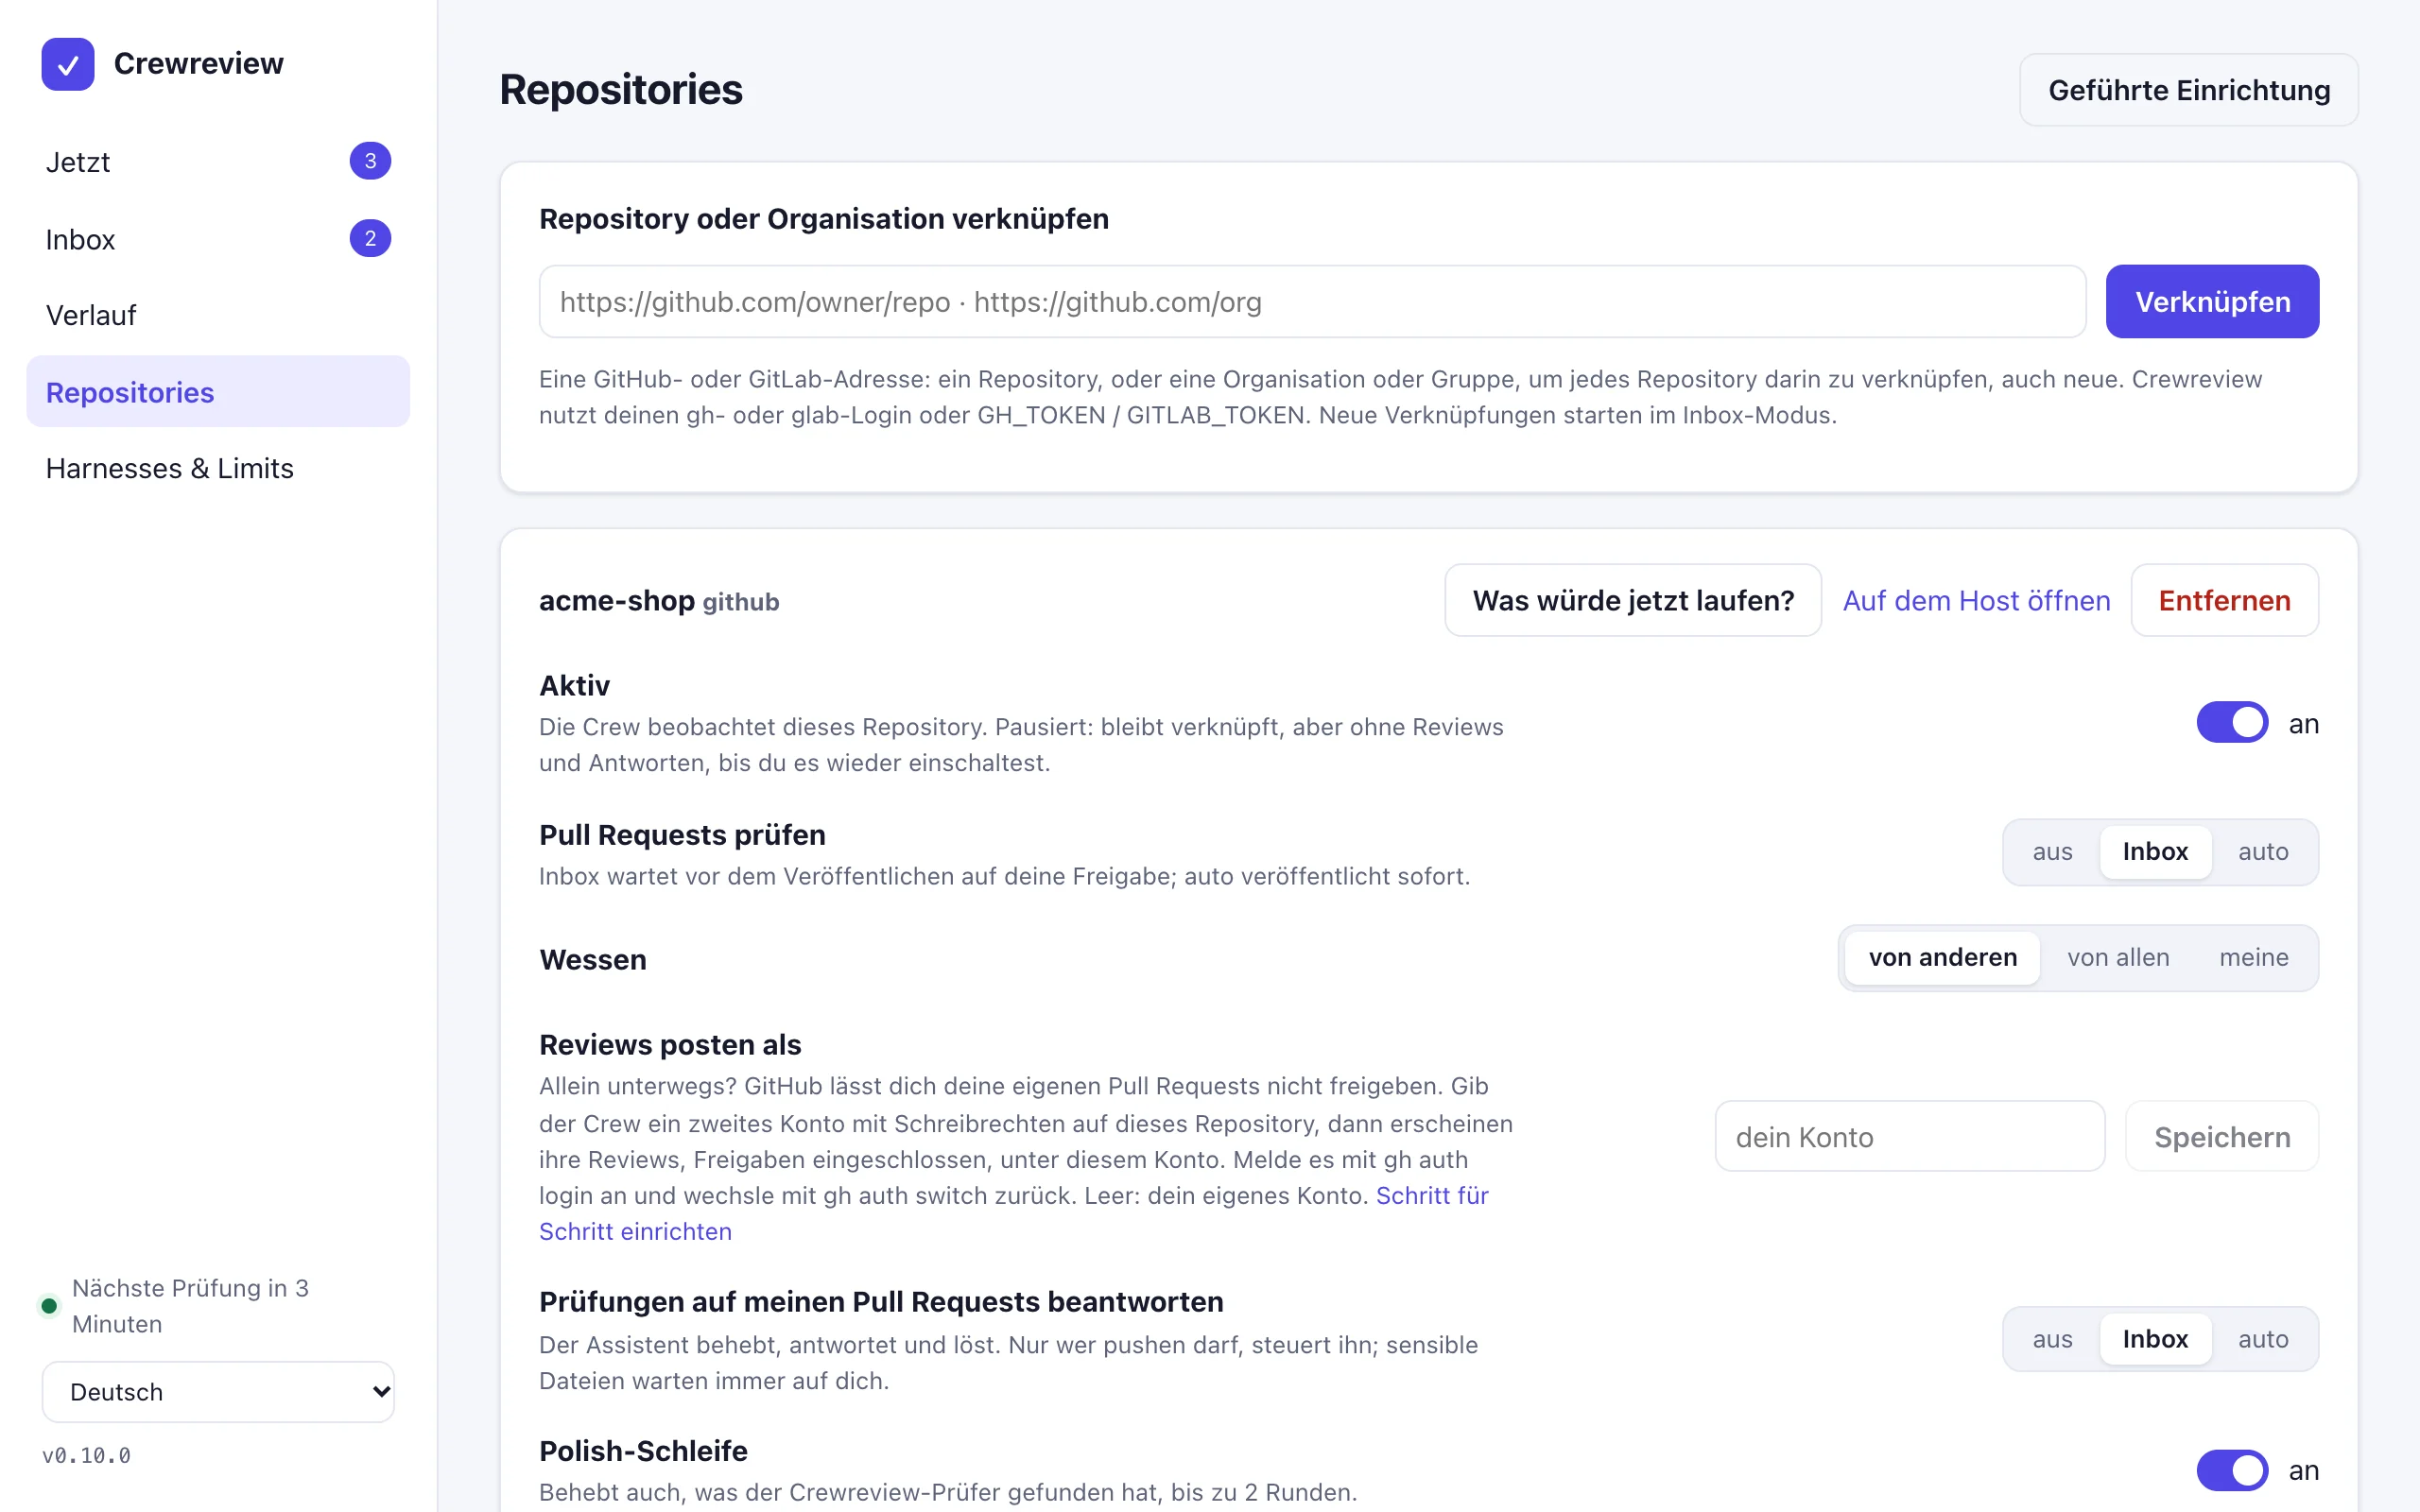 Crewreview
Jetzt 3
Inbox 2
Verlauf
Repositories
Harnesses & Limits
Nächste Prüfung in 3
Minuten
Deutsch
v0.10.0
Repositories
Geführte Einrichtung
Repository oder Organisation verknüpfen
https://github.com/owner/repo · https://github.com/org
Verknüpfen
Eine GitHub- oder GitLab-Adresse: ein Repository, oder eine Organisation oder Gruppe, um jedes Repository darin zu verknüpfen, auch neue. Crewreview
nutzt deinen gh- oder glab-Login oder GH_TOKEN / GITLAB_TOKEN. Neue Verknüpfungen starten im Inbox-Modus.
acme-shop github
Was würde jetzt laufen?
Auf dem Host öffnen
Entfernen
Aktiv
Die Crew beobachtet dieses Repository. Pausiert: bleibt verknüpft, aber ohne Reviews
und Antworten, bis du es wieder einschaltest.
an
Pull Requests prüfen
Inbox wartet vor dem Veröffentlichen auf deine Freigabe; auto veröffentlicht sofort.
aus Inbox auto
Wessen
von anderen von allen meine
Reviews posten als
Allein unterwegs? GitHub lässt dich deine eigenen Pull Requests nicht freigeben. Gib
der Crew ein zweites Konto mit Schreibrechten auf dieses Repository, dann erscheinen
ihre Reviews, Freigaben eingeschlossen, unter diesem Konto. Melde es mit gh auth
login an und wechsle mit gh auth switch zurück. Leer: dein eigenes Konto. Schritt für
Schritt einrichten
dein Konto
Speichern
Prüfungen auf meinen Pull Requests beantworten
Der Assistent behebt, antwortet und löst. Nur wer pushen darf, steuert ihn; sensible
Dateien warten immer auf dich.
aus Inbox auto
Polish-Schleife
Behebt auch, was der Crewreview-Prüfer gefunden hat, bis zu 2 Runden.
an